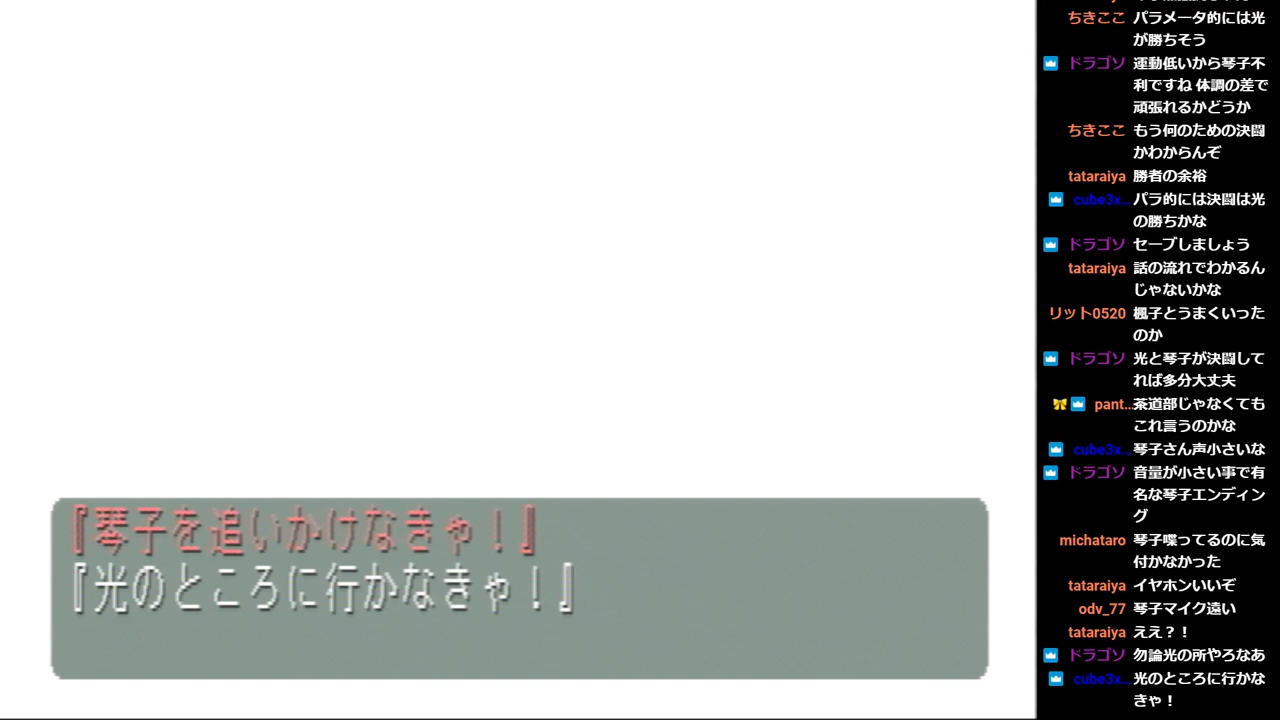 『琴子を追いかけなきゃ！』
『光のところに行かなきゃ！』
ちきここ パラメータ的には光
が勝ちそう
ドラゴソ 運動低いから琴子不
利ですね 体調の差で
頑張れるかどうか
ちきここ もう何のための決闘
かわからんぞ
tataraiya 勝者の余裕
cube3x... パラ的には決闘は光
の勝ちかな
ドラゴソ セーブしましょう
tataraiya 話の流れでわかるん
じゃないかな
リット0520 楓子とうまくいった
のか
ドラゴソ 光と琴子が決闘して
れば多分大丈夫
pant... 茶道部じゃなくても
これ言うのかな
cube3x... 琴子さん声小さいな
ドラゴソ 音量が小さい事で有
名な琴子エンディン
グ
michataro 琴子喋ってるのに気
付かなかった
tataraiya イヤホンいいぞ
odv_77 琴子マイク遠い
tataraiya ええ？！
ドラゴソ 勿論光の所やろなあ
cube3x... 光のところに行かな
きゃ！